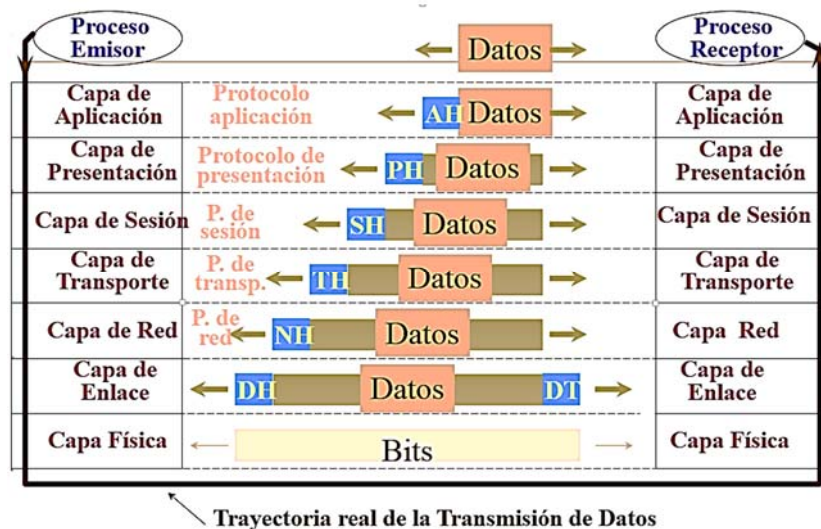 Proceso
Emisor
Datos
Proceso
Receptor
Capa de
Aplicación
Protocolo
aplicación
AH
Datos
Capa de
Aplicación
Capa de
Presentación
Protocolo de
presentación
PH
Datos
Capa de
Presentación
Capa de Sesión
P. de
sesión
SH
Datos
Capa de Sesión
Capa de
Transporte
P. de
transp.
TH
Datos
Capa de
Transporte
Capa de Red
P. de
red
NH
Datos
Capa Red
Capa de
Enlace
DH
Datos
DT
Capa de
Enlace
Capa Física
Bits
Capa Física
Trayectoria real de la Transmisión de Datos